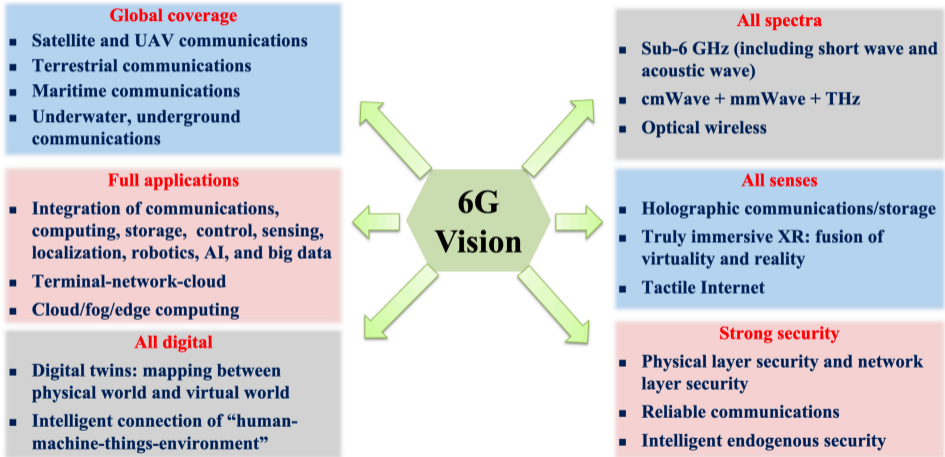 Global coverage
▪ Satellite and UAV communications
▪ Terrestrial communications
▪ Maritime communications
▪ Underwater, underground
communications
Full applications
▪ Integration of communications,
computing, storage, control, sensing,
localization, robotics, AI, and big data
▪ Terminal-network-cloud
▪ Cloud/fog/edge computing
All digital
▪ Digital twins: mapping between
physical world and virtual world
▪ Intelligent connection of “human-
machine-things-environment”
6G
Vision
All spectra
▪ Sub-6 GHz (including short wave and
acoustic wave)
▪ cmWave + mmWave + THz
▪ Optical wireless
All senses
▪ Holographic communications/storage
▪ Truly immersive XR: fusion of
virtuality and reality
▪ Tactile Internet
Strong security
▪ Physical layer security and network
layer security
▪ Reliable communications
▪ Intelligent endogenous security